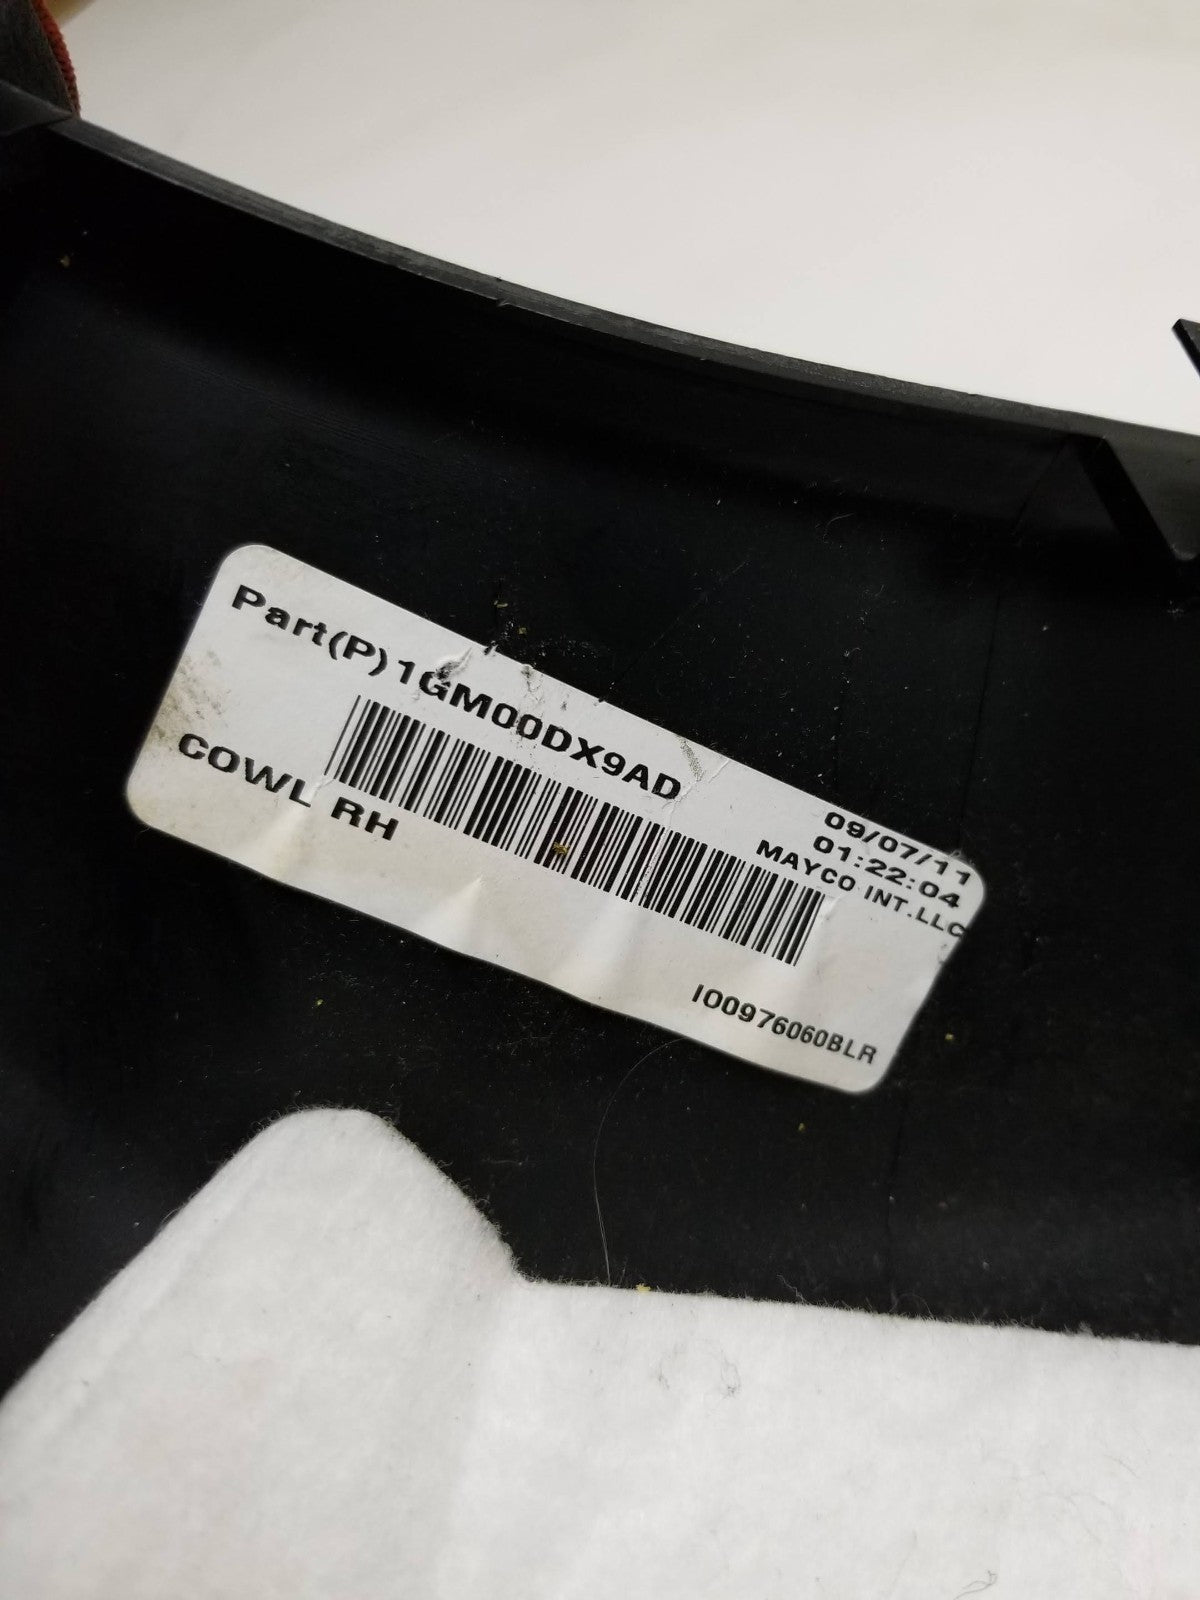 Part(P)1GM00DX9AD
COWL RH
09/07/11
01:22:04
MAYCO INT.LLC
I00976060BLR